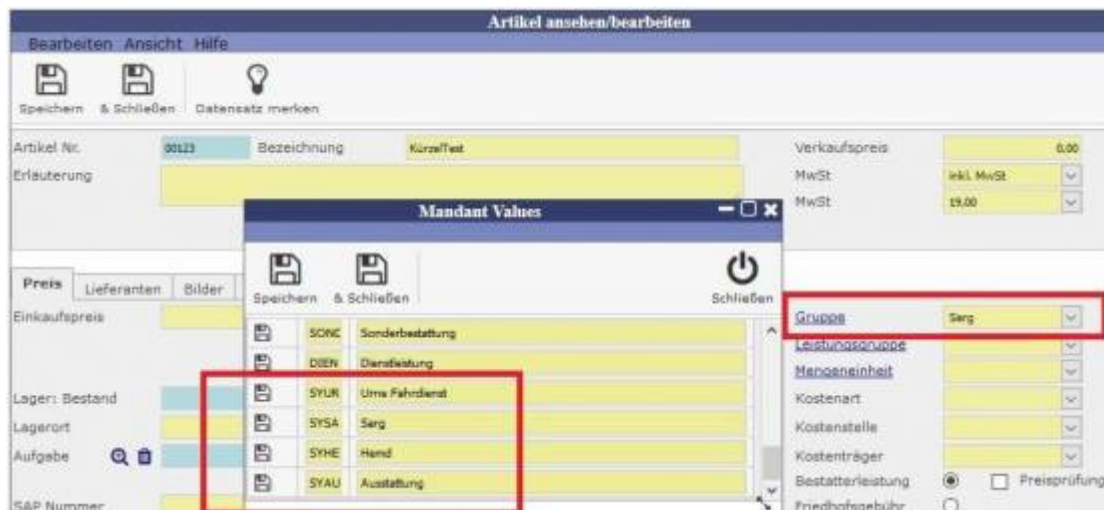 Artikel ansehen/bearbeiten
Bearbeiten Ansicht Hilfe
Speichern & Schließen Datensatz merken
Artikel Nr. 00123 Bezeichnung KürzelTest Verkaufspreis 0,00
Erläuterung MwSt inkl. MwSt
MwSt 19,00
Mandant Values
Speichern & Schließen Schließen
Preis Lieferanten Bilder
Einkaufspreis
SONE Sonderbestattung
DIEN Dienstleistung
SYUR Urne Fahrdienst
SYSA Sarg
SYHE Hemd
SYAU Ausstattung
Gruppe Sarg
Leistungsgruppe
Mengeneinheit
Lager: Bestand Kostenart
Lagerort Kostenstelle
Aufgabe Kostenträger
Bestatterleistung Preisprüfung
SAP Nummer Friedhofsgebühr